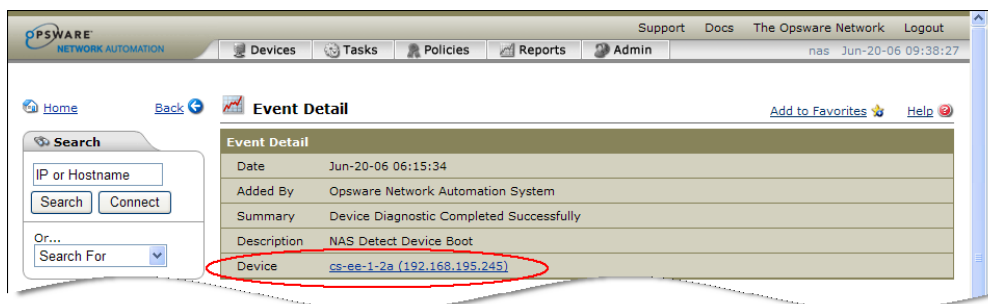 OPSWARE
NETWORK AUTOMATION
Support Docs The Opsware Network Logout
Devices Tasks Policies Reports Admin
nas Jun-20-06 09:38:27
Home Back
Event Detail
Add to Favorites Help
Search
IP or Hostname
Search Connect
Or...
Search For
Event Detail
Date Jun-20-06 06:15:34
Added By Opsware Network Automation System
Summary Device Diagnostic Completed Successfully
Description NAS Detect Device Boot
Device cs-ee-1-2a (192.168.195.245)